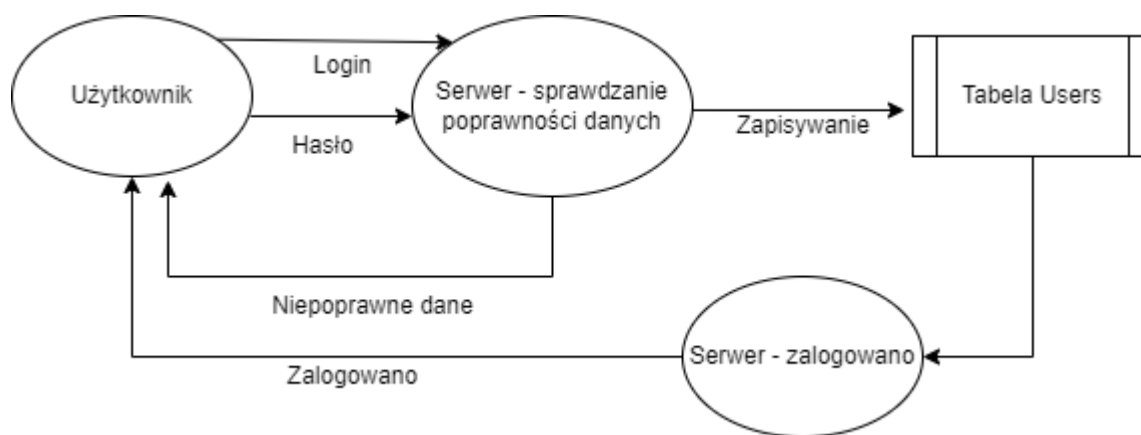 Login
Użytkownik
Serwer - sprawdzanie
poprawności danych
Tabela Users
Hasło
Zapisywanie
Niepoprawne dane
Serwer - zalogowano
Zalogowano